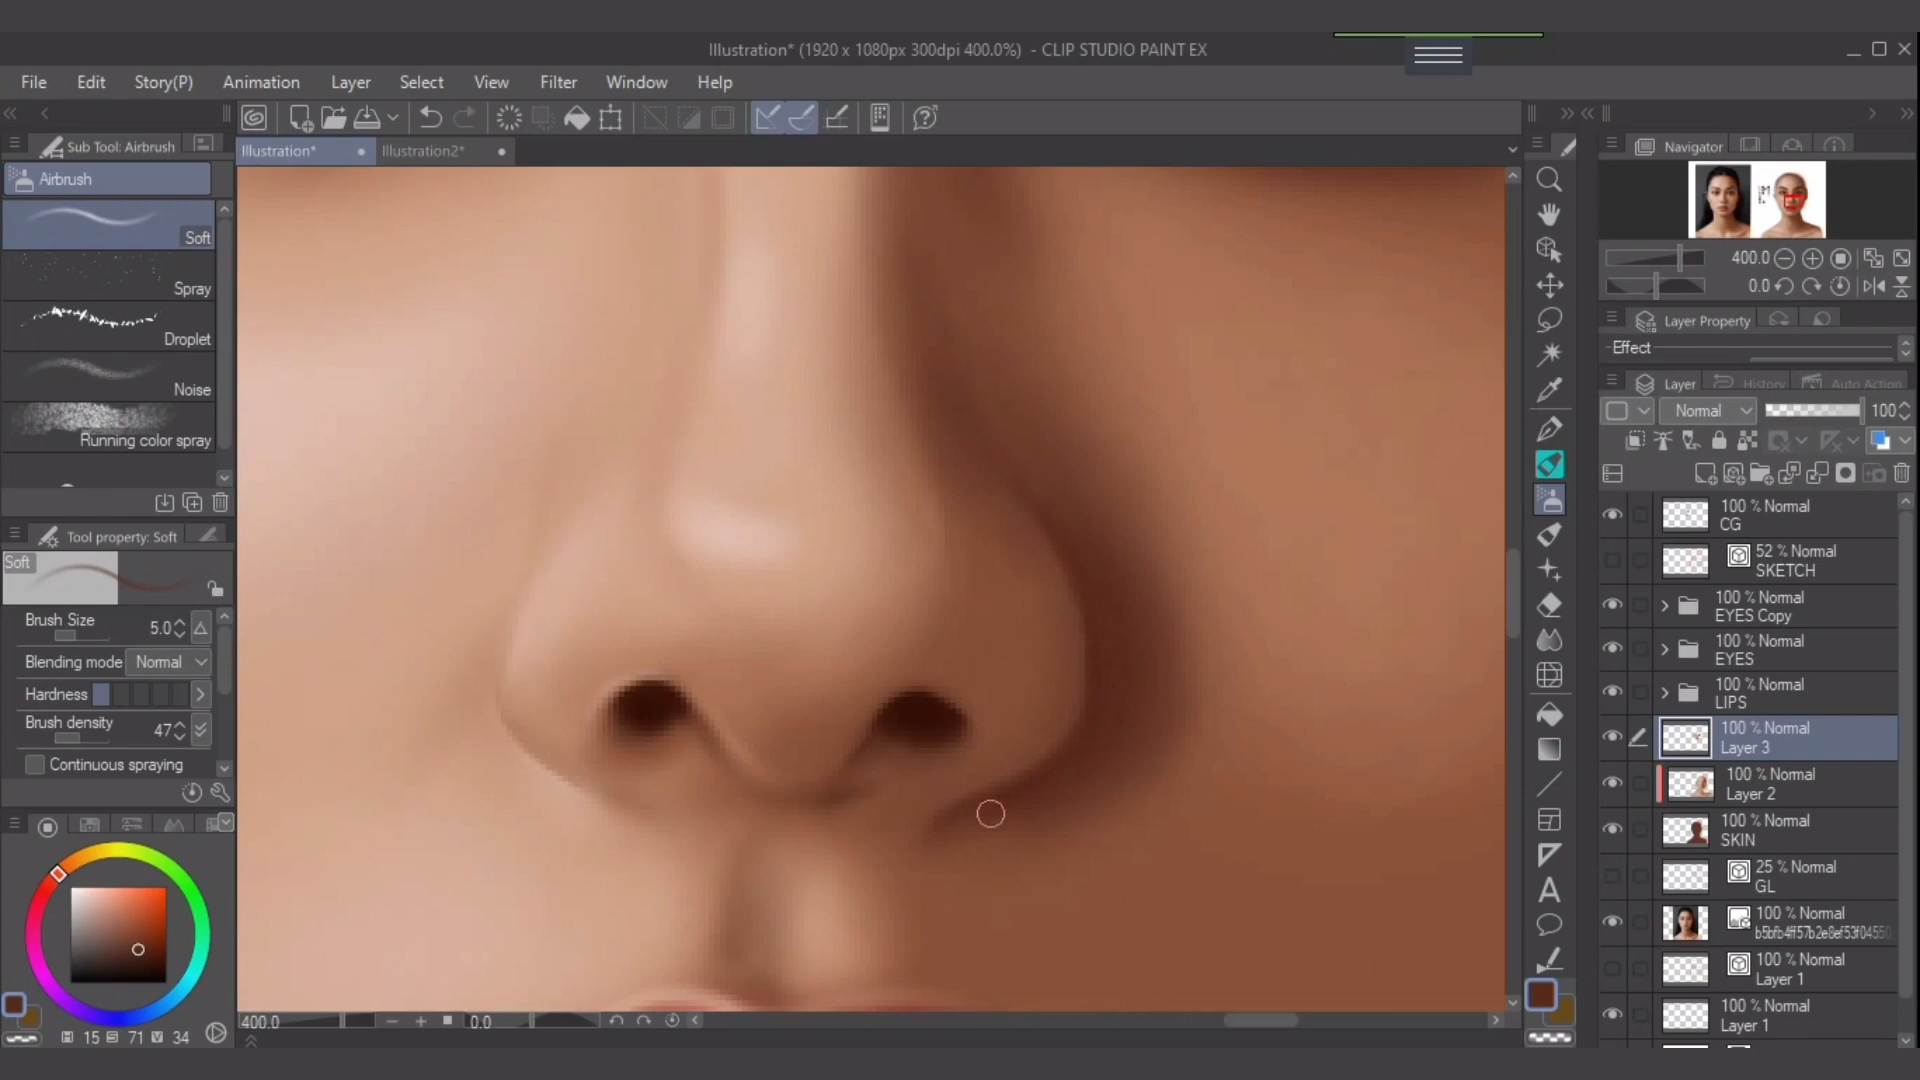 Illustration* (1920 x 1080px 300dpi 400.0%) - CLIP STUDIO PAINT EX
File Edit Story(P) Animation Layer Select View Filter Window Help
Sub Tool: Airbrush
Illustration* Illustration2*
Airbrush
Soft
Spray
Droplet
Noise
Running color spray
Tool property: Soft
Soft
Brush Size 5.0
Blending mode Normal
Hardness
Brush density 47
Continuous spraying
H 15 S 71 V 34
400.0 0.0
Navigator
400.0
0.0
Layer Property
Effect
Layer History Auto Action
Normal 100
100 % Normal
CG
52 % Normal
SKETCH
100 % Normal
EYES Copy
100 % Normal
EYES
100 % Normal
LIPS
100 % Normal
Layer 3
100 % Normal
Layer 2
100 % Normal
SKIN
25 % Normal
GL
100 % Normal
b5bfb4ff57b2e8ef53f04550
100 % Normal
Layer 1
100 % Normal
Layer 1